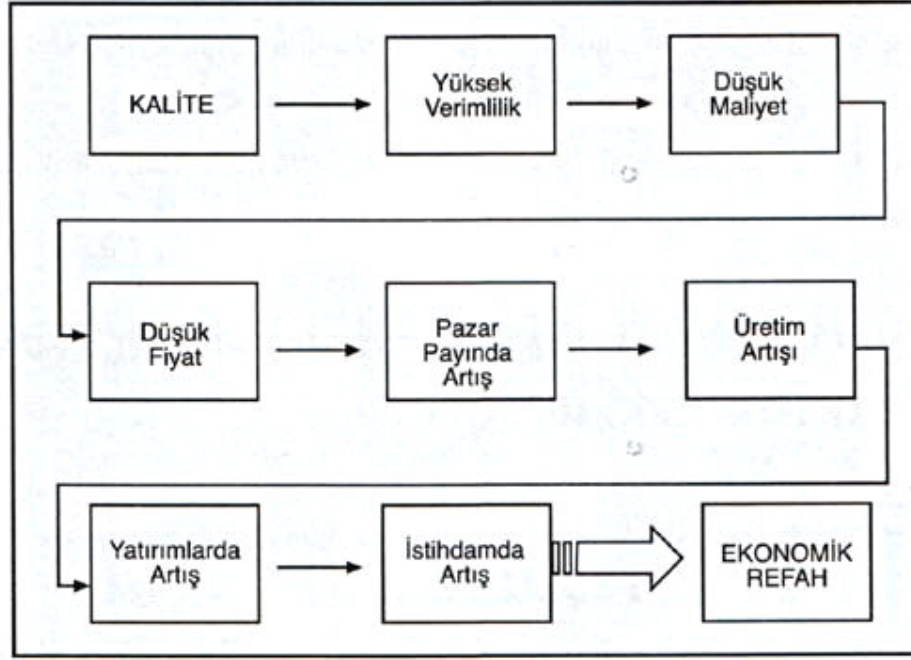 KALİTE
Yüksek
Verimlilik
Düşük
Maliyet
Düşük
Fiyat
Pazar
Payında
Artış
Üretim
Artışı
Yatırımlarda
Artış
İstihdamda
Artış
EKONOMİK
REFAH